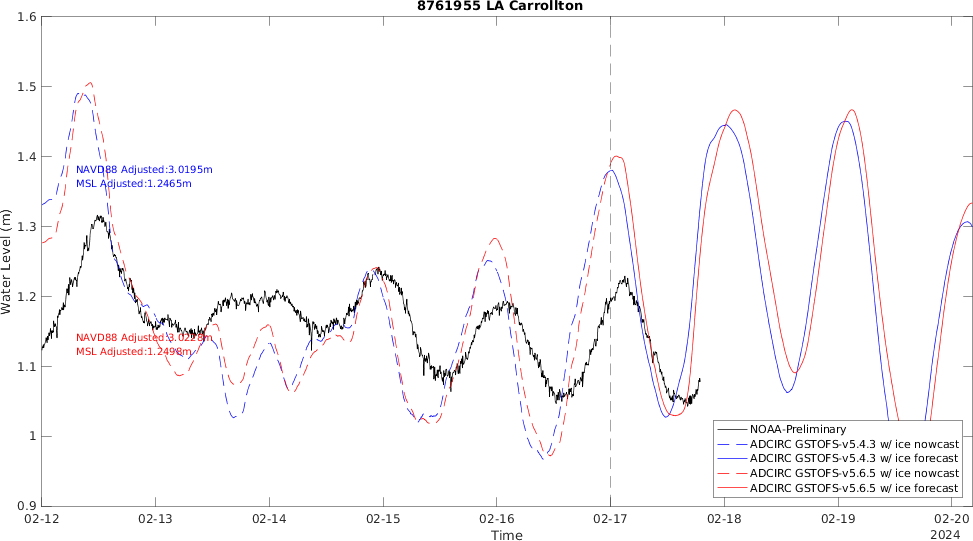 8761955 LA Carrollton
1.6
1.5
1.4
1.3
1.2
1.1
1
0.9
Water Level (m)
NAVD88 Adjusted:3.0195m
MSL Adjusted:1.2465m
NAVD88 Adjusted:3.0228m
MSL Adjusted:1.2498m
NOAA-Preliminary
ADCIRC GSTOFS-v5.4.3 w/ ice nowcast
ADCIRC GSTOFS-v5.4.3 w/ ice forecast
ADCIRC GSTOFS-v5.6.5 w/ ice nowcast
ADCIRC GSTOFS-v5.6.5 w/ ice forecast
02-12 02-13 02-14 02-15 02-16 02-17 02-18 02-19 02-20
Time
2024